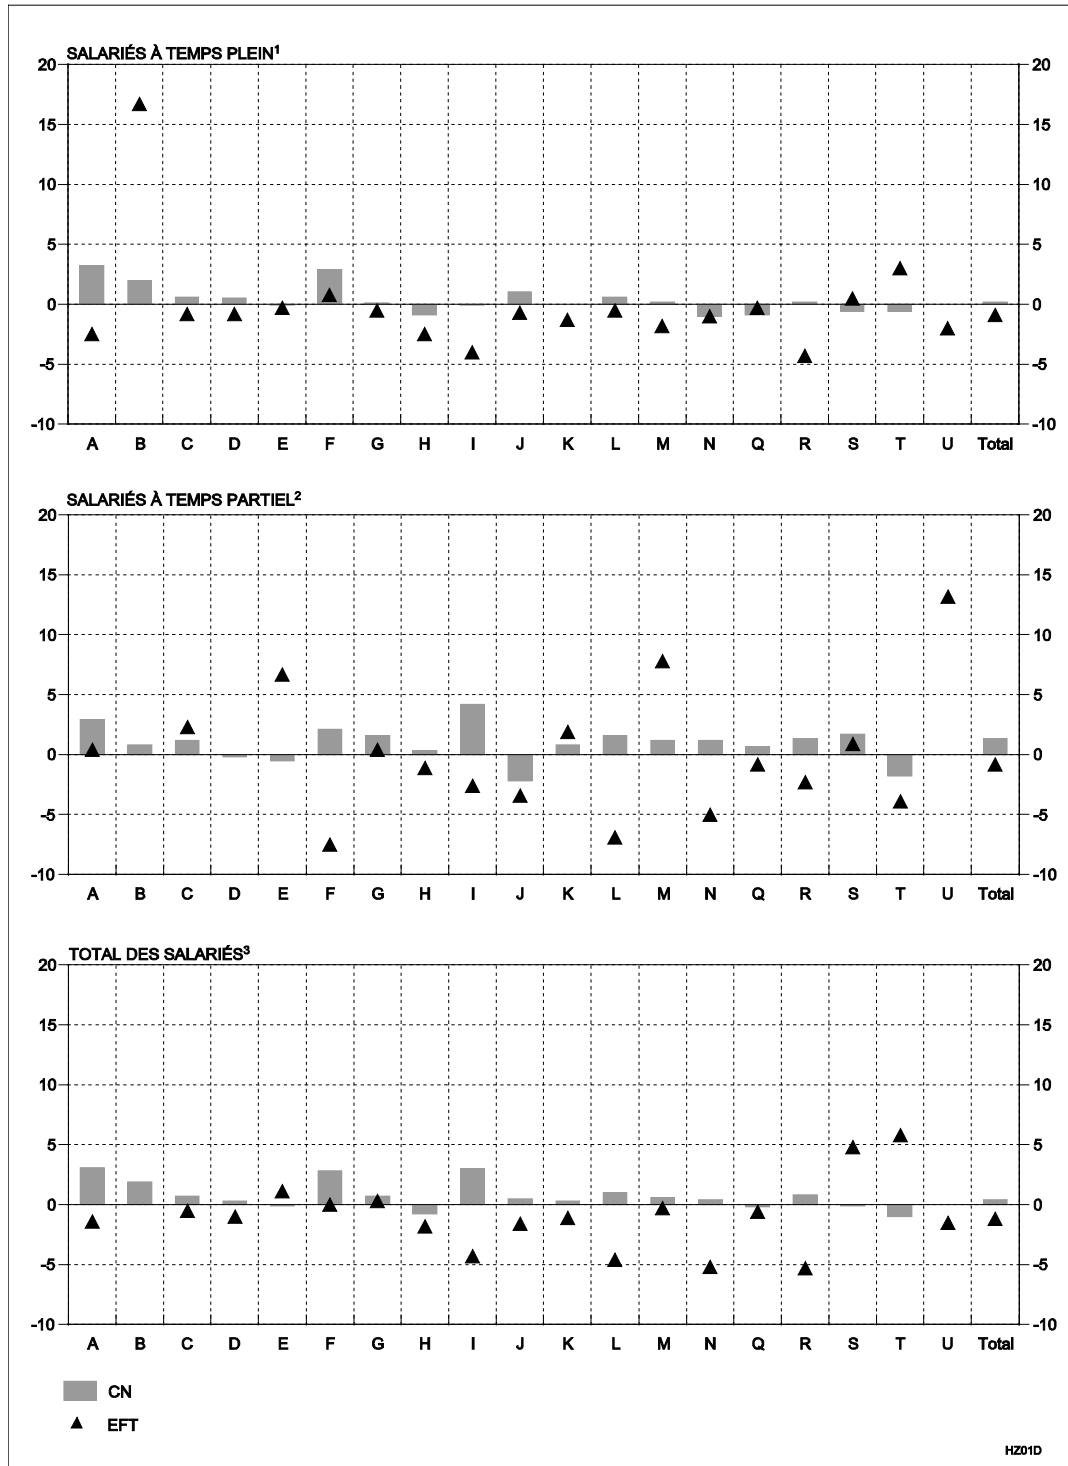 SALARIÉS À TEMPS PLEIN¹
20 20
15 15
10 10
5 5
0 0
-5 -5
-10 -10
A B C D E F G H I J K L M N Q R S T U Total
SALARIÉS À TEMPS PARTIEL²
20 20
15 15
10 10
5 5
0 0
-5 -5
-10 -10
A B C D E F G H I J K L M N Q R S T U Total
TOTAL DES SALARIÉS³
20 20
15 15
10 10
5 5
0 0
-5 -5
-10 -10
A B C D E F G H I J K L M N Q R S T U Total
CN
EFT
HZ01D